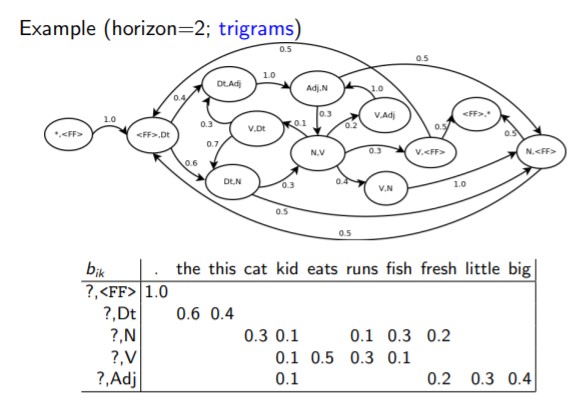 Example (horizon=2; trigrams)
0.5
0.5
Dt,Adj
1.0
Adj,N
1.0
0.4
V,Adj
<FF>,*
1.0
0.3
0.3
V,Dt
0.1
0.2
0.5
0.5
*,<FF>
<FF>,Dt
0.7
N,V
0.3
V,<FF>
N,<FF>
0.6
Dt,N
0.3
0.4
V,N
1.0
0.5
0.5
b_ik . the this cat kid eats runs fish fresh little big
?,<FF> 1.0
?,Dt 0.6 0.4
?,N 0.3 0.1 0.1 0.3 0.2
?,V 0.1 0.5 0.3 0.1
?,Adj 0.1 0.2 0.3 0.4